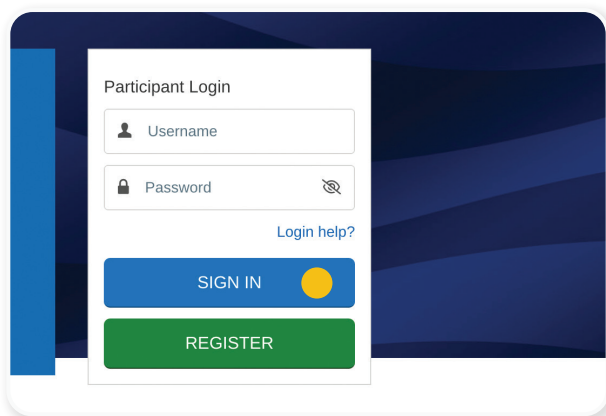 Participant Login
Username
Password
Login help?
SIGN IN
REGISTER